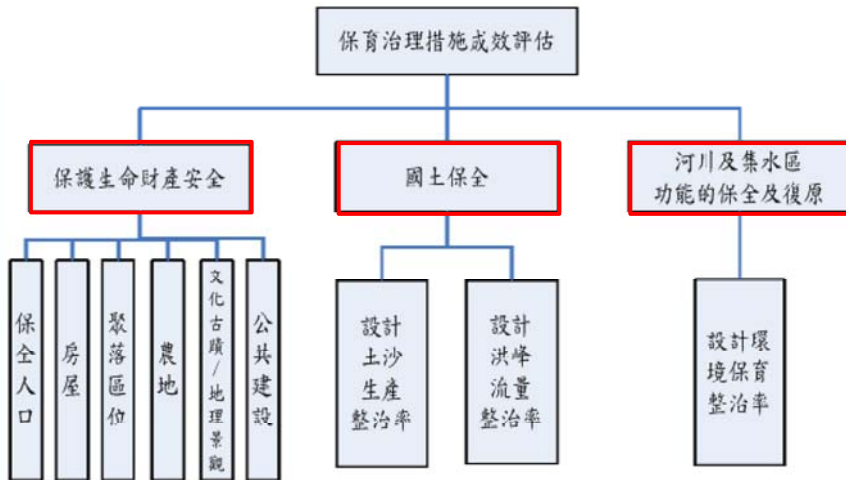 保育治理措施成效評估
保護生命財產安全
國土保全
河川及集水區
功能的保全及復原
保全人口
房屋
聚落區位
農地
文化古蹟/地理景觀
公共建設
設計
土沙
生產
整治率
設計
洪峰
流量
整治率
設計環
境保育
整治率